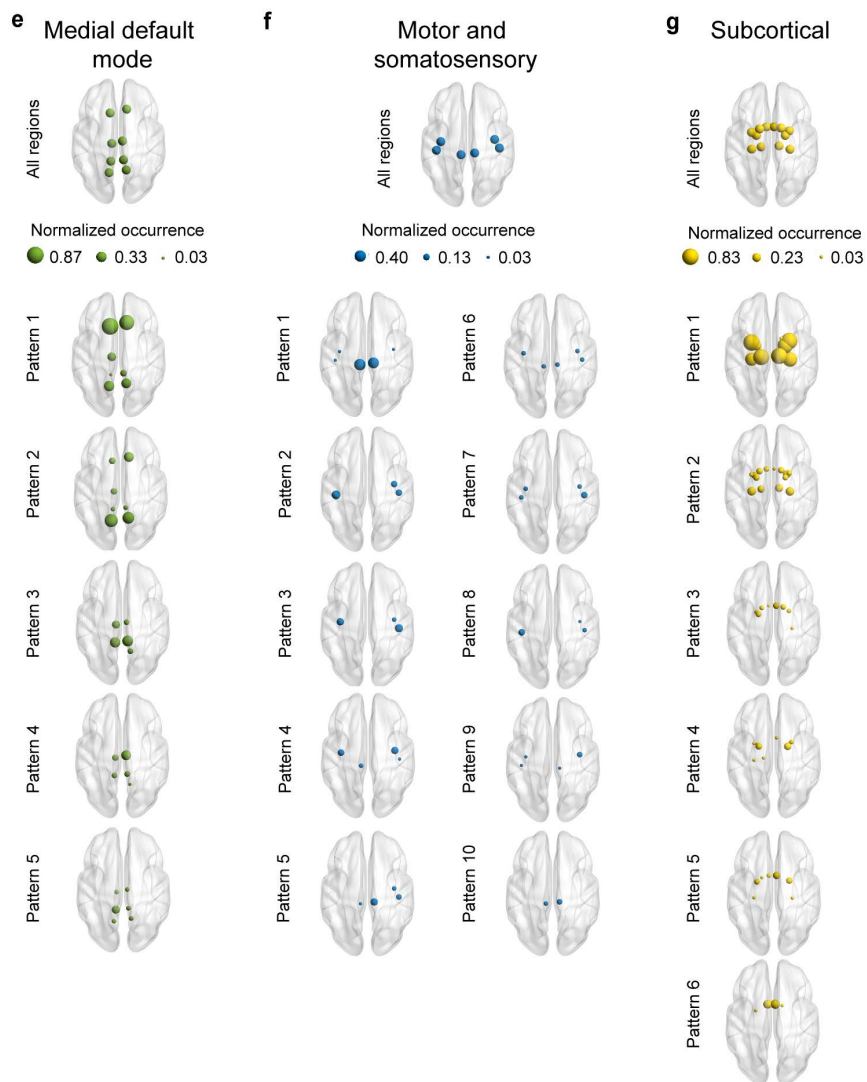 e Medial default
mode
All regions
Normalized occurrence
0.87 0.33 0.03
Pattern 1
Pattern 2
Pattern 3
Pattern 4
Pattern 5
f Motor and
somatosensory
All regions
Normalized occurrence
0.40 0.13 0.03
Pattern 1
Pattern 2
Pattern 3
Pattern 4
Pattern 5
Pattern 6
Pattern 7
Pattern 8
Pattern 9
Pattern 10
g Subcortical
All regions
Normalized occurrence
0.83 0.23 0.03
Pattern 1
Pattern 2
Pattern 3
Pattern 4
Pattern 5
Pattern 6